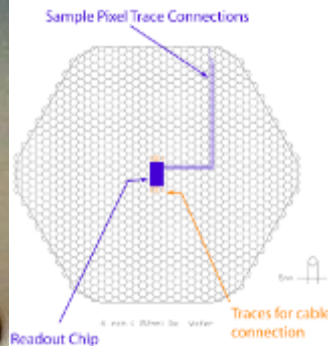 Sample Pixel Trace Connections
Traces for cable
connection
Readout Chip